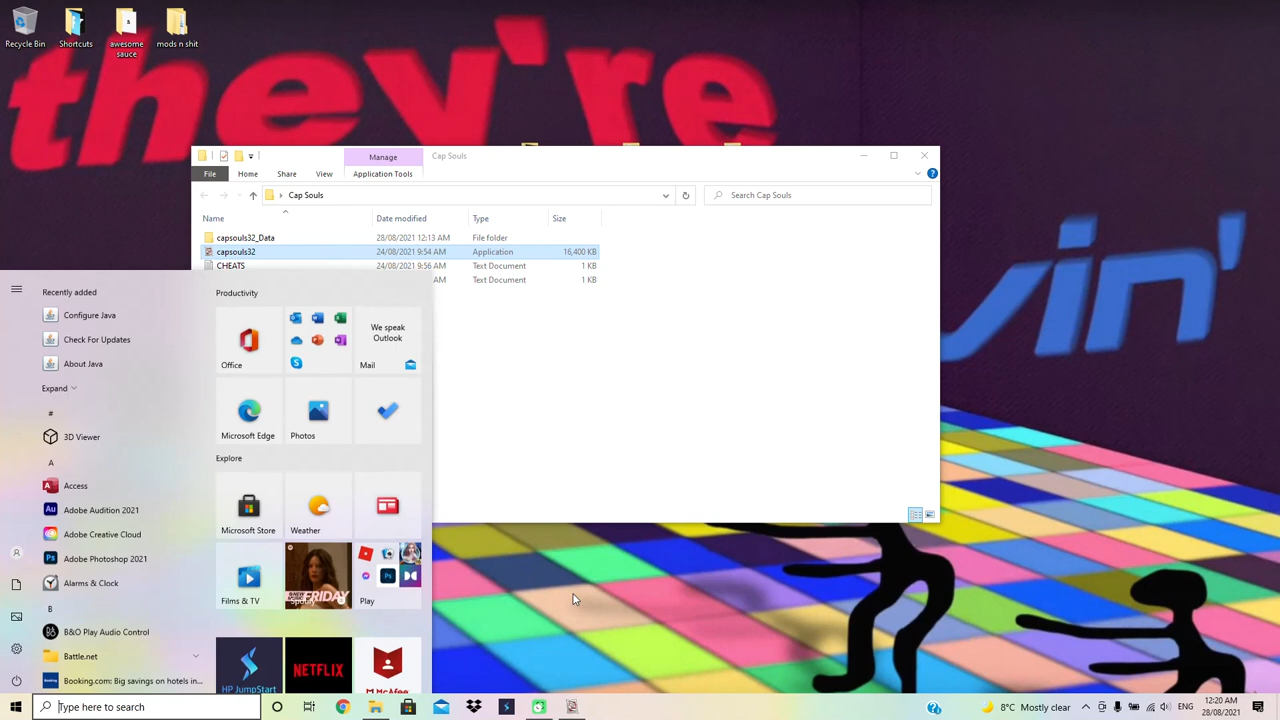 they're
vin'
Recycle Bin
Shortcuts
awesome
sauce
mods n shit
Manage
Cap Souls
File
Home
Share
View
Application Tools
Cap Souls
Search Cap Souls
Name
Date modified
Type
Size
capsouls32_Data
28/08/2021 12:13 AM
File folder
capsouls32
24/08/2021 9:54 AM
Application
16,400 KB
CHEATS
24/08/2021 9:56 AM
Text Document
1 KB
AM
Text Document
1 KB
Recently added
Configure Java
Check For Updates
About Java
Expand
#
3D Viewer
A
Access
Adobe Audition 2021
Adobe Creative Cloud
Adobe Photoshop 2021
Alarms & Clock
B
B&O Play Audio Control
Battle.net
Booking.com: Big savings on hotels in...
Productivity
Office
We speak
Outlook
Mail
Microsoft Edge
Photos
Explore
Microsoft Store
Weather
Films & TV
FRIDAY
Spotify
Play
HP JumpStart
NETFLIX
McAfee
Type here to search
8°C Mostly clear
ENG
12:20 AM
28/08/2021